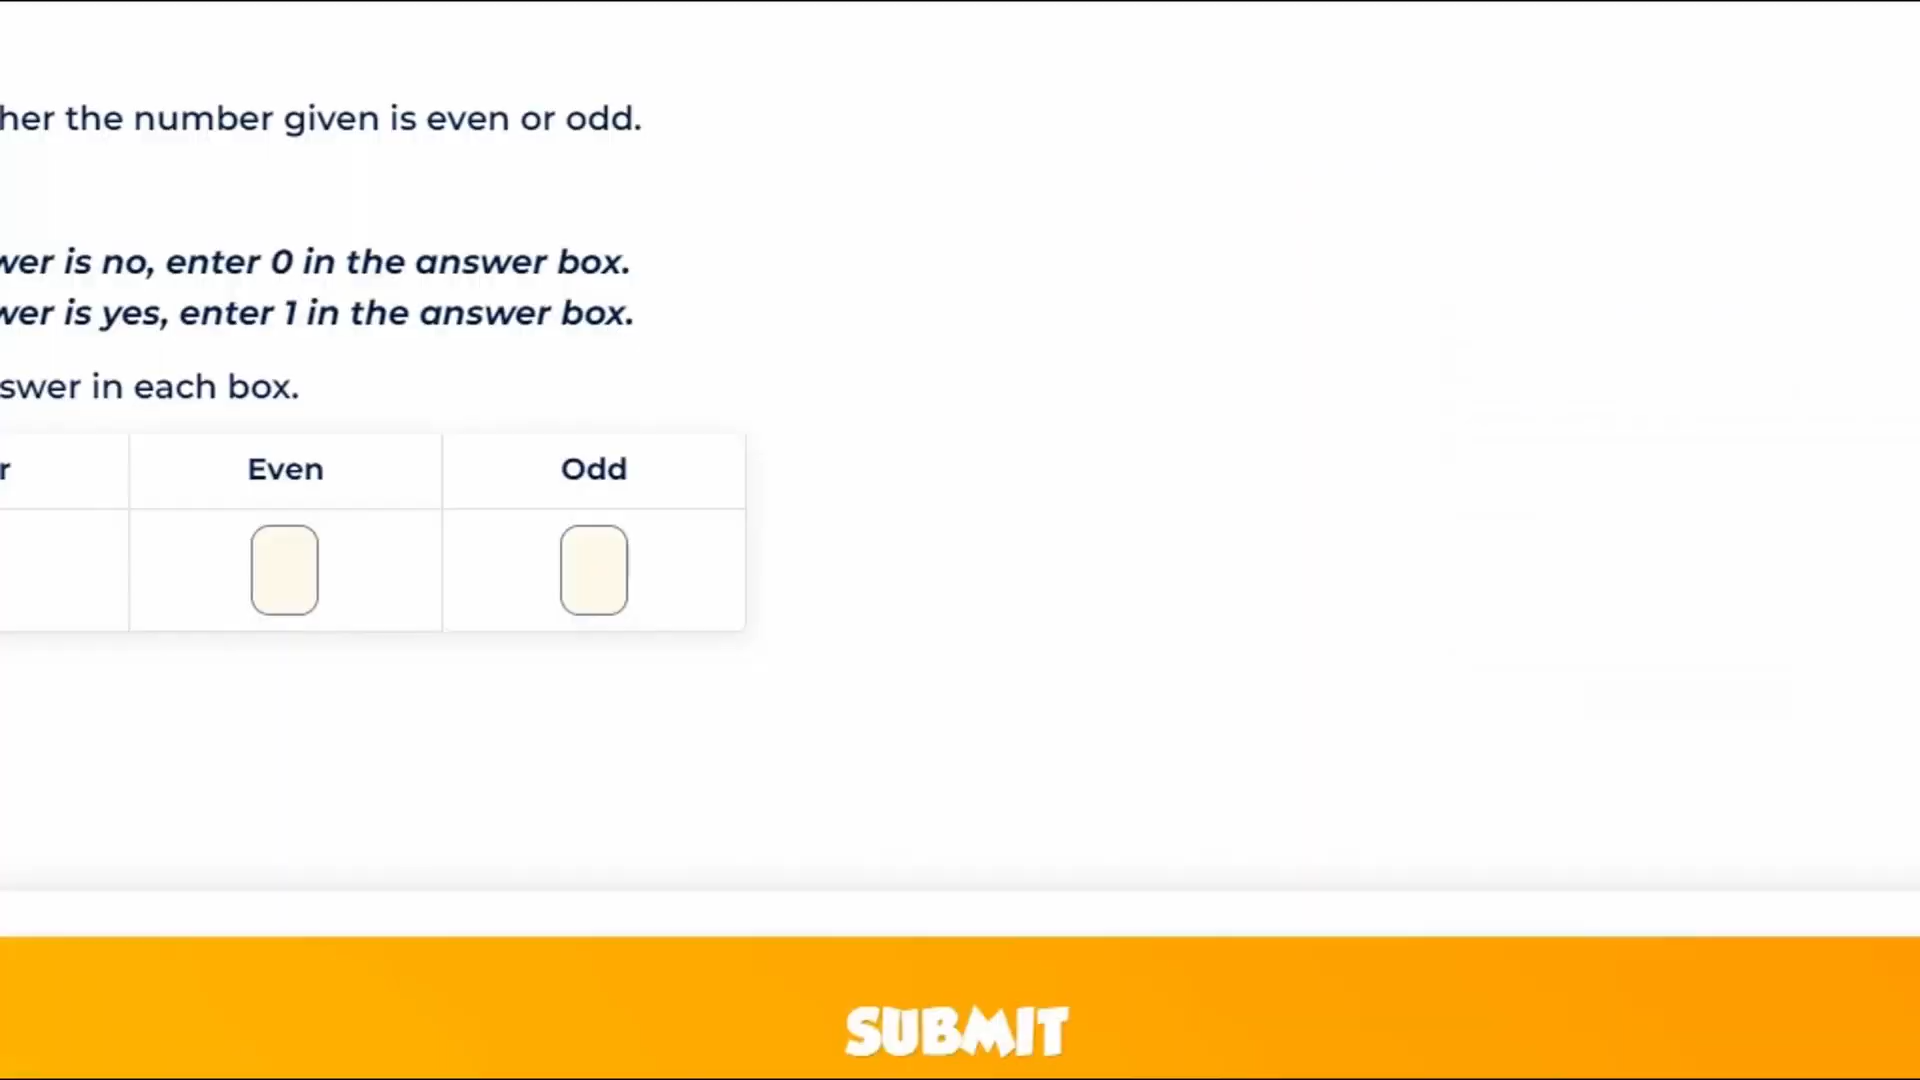 her the number given is even or odd.
wer is no, enter 0 in the answer box.
wer is yes, enter 1 in the answer box.
swer in each box.
r Even Odd
SUBMIT